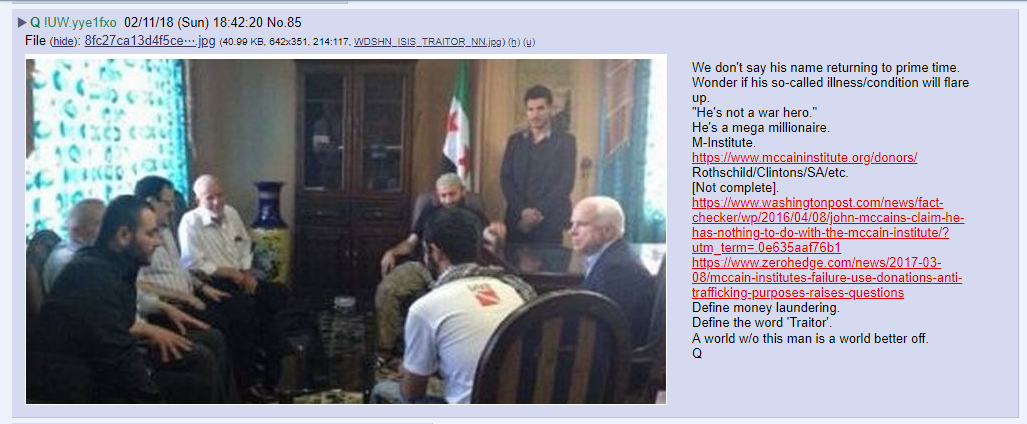 Q !UW.yye1fxo 02/11/18 (Sun) 18:42:20 No.85
File (hide): 8fc27ca13d4f5ce⋯.jpg (40.99 KB, 642x351, 214:117, WDSHN_ISIS_TRAITOR_NN.jpg) (h) (u)
We don't say his name returning to prime time.
Wonder if his so-called illness/condition will flare
up.
"He's not a war hero."
He's a mega millionaire.
M-Institute.
https://www.mccaininstitute.org/donors/
Rothschild/Clintons/SA/etc.
[Not complete].
https://www.washingtonpost.com/news/fact-
checker/wp/2016/04/08/john-mccains-claim-he-
has-nothing-to-do-with-the-mccain-institute/?
utm_term=.0e635aaf76b1
https://www.zerohedge.com/news/2017-03-
08/mccain-institutes-failure-use-donations-anti-
trafficking-purposes-raises-questions
Define money laundering.
Define the word 'Traitor'.
A world w/o this man is a world better off.
Q